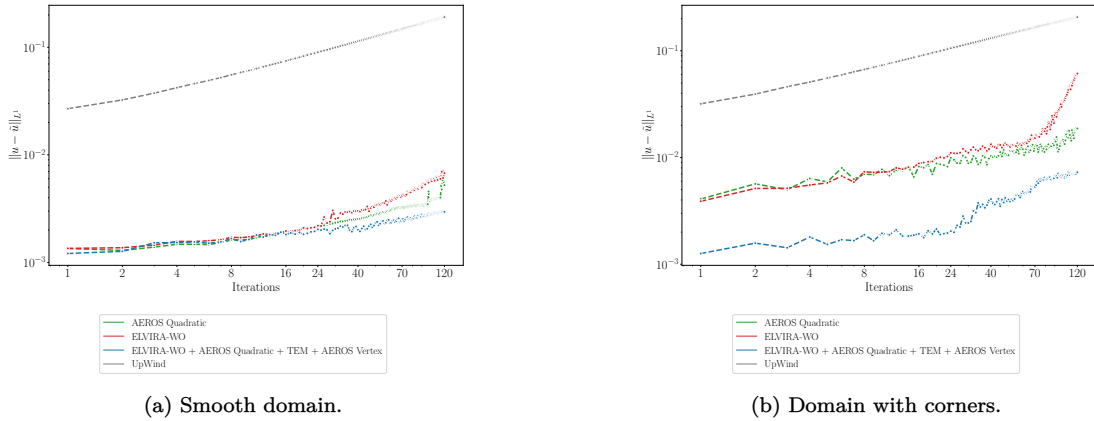 10⁻¹
10⁻²
10⁻³
||u − ũ||_{L¹}
1 2 4 8 16 24 40 70 120
Iterations
AEROS Quadratic
ELVIRA-WO
ELVIRA-WO + AEROS Quadratic + TEM + AEROS Vertex
UpWind
(a) Smooth domain.
10⁻¹
10⁻²
10⁻³
||u − ũ||_{L¹}
1 2 4 8 16 24 40 70 120
Iterations
AEROS Quadratic
ELVIRA-WO
ELVIRA-WO + AEROS Quadratic + TEM + AEROS Vertex
UpWind
(b) Domain with corners.